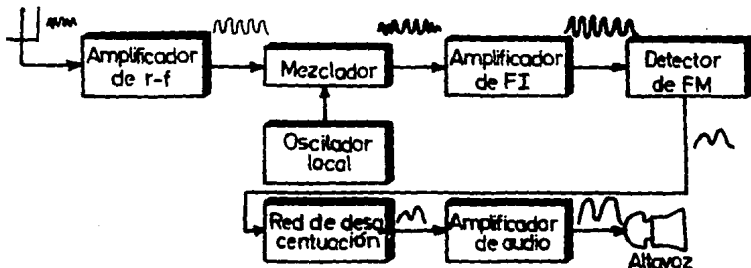 Amplificador
de r-f
Mezclador
Amplificador
de FI
Detector
de FM
Oscilador
local
Red de desa
centuación
Amplificador
de audio
Altavoz